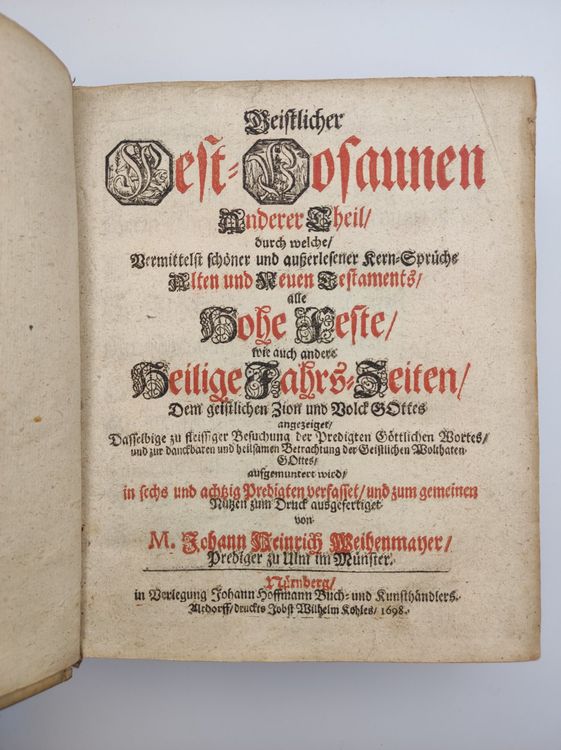 Geistlicher
Fest-Posaunen
Anderer Theil/
durch welche/
Vermittelst schöner und außerlesener Kern-Sprüche
Alten und Neuen Testaments/
alle
Hohe Feste/
wie auch andere
Heilige Jahrs-Zeiten/
Dem geistlichen Zion und Volck GOttes
angezeiget/
Dasselbige zu fleissiger Besuchung der Predigten Göttlichen Wortes/
und zur danckbaren und heilsamen Betrachtung der Geistlichen Wolthaten
GOttes/
aufgemuntert wird/
in sechs und achtzig Predigten verfasset/ und zum gemeinen
Nutzen zum Druck ausgefertiget
von
M. Johann Heinrich Weihenmayer/
Prediger zu Ulm im Münster.
Nürnberg/
in Verlegung Johann Hoffmann Buch- und Kunsthändlers.
Altdorff/ druckts Jobst Wilhelm Kohles/ 1698.